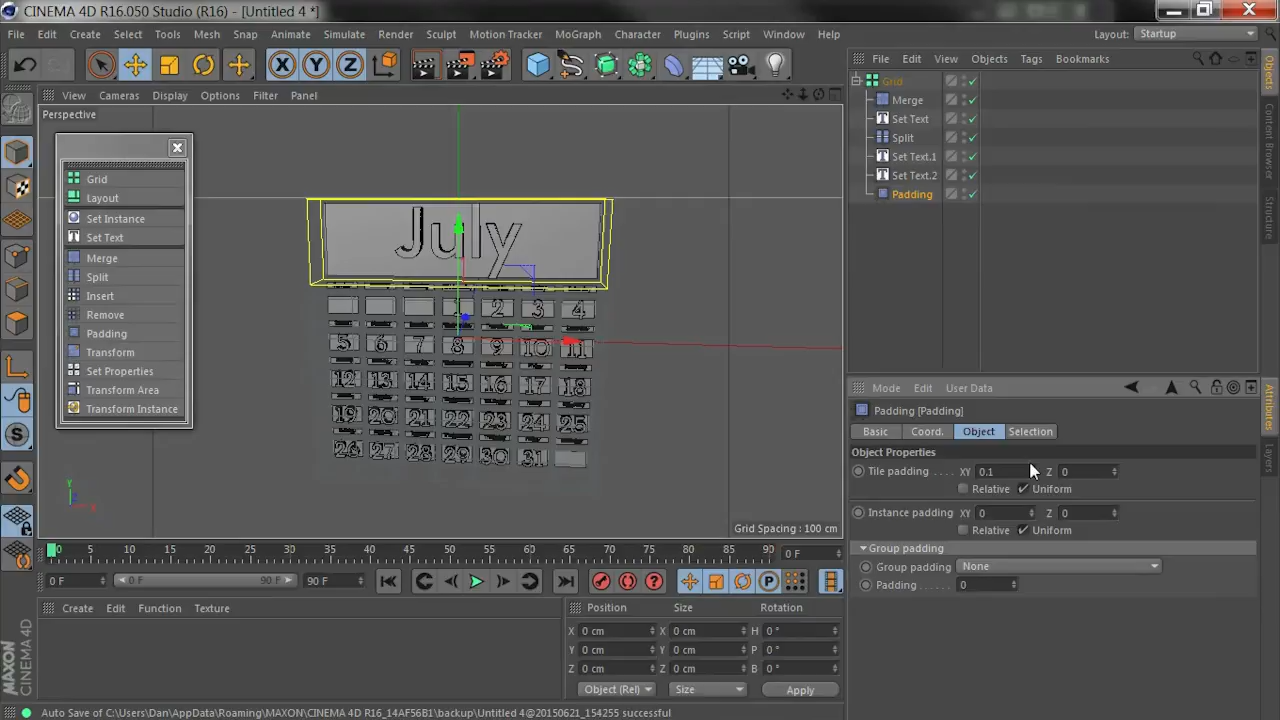 CINEMA 4D R16.050 Studio (R16) - [Untitled 4 *]
File Edit Create Select Tools Mesh Snap Animate Simulate Render Sculpt Motion Tracker MoGraph Character Plugins Script Window Help Layout: Startup
X Y Z
File Edit View Objects Tags Bookmarks
View Cameras Display Options Filter Panel
Perspective
Grid
Layout
Set Instance
Set Text
Merge
Split
Insert
Remove
Padding
Transform
Set Properties
Transform Area
Transform Instance
July
1 2 3 4
5 6 7 8 9 10 11
12 13 14 15 16 17 18
19 20 21 22 23 24 25
26 27 28 29 30 31
Y
Z X
Grid Spacing : 100 cm
Grid
Merge
Set Text
Split
Set Text.1
Set Text.2
Padding
Objects
Content Browser
Structure
Mode Edit User Data
Padding [Padding]
Basic Coord. Object Selection
Object Properties
Tile padding . . . . XY 0.1 Z 0
Relative Uniform
Instance padding XY 0 Z 0
Relative Uniform
Group padding
Group padding None
Padding . . . . . . 0
Attributes
Layers
0 5 10 15 20 25 30 35 40 45 50 55 60 65 70 75 80 85 90 0 F
0 F 0 F 90 F 90 F
P
Create Edit Function Texture
Position Size Rotation
X 0 cm X 0 cm H 0 °
Y 0 cm Y 0 cm P 0 °
Z 0 cm Z 0 cm B 0 °
Object (Rel) Size Apply
MAXON
CINEMA 4D
Auto Save of C:\Users\Dan\AppData\Roaming\MAXON\CINEMA 4D R16_14AF56B1\backup\Untitled 4@20150621_154255 successful